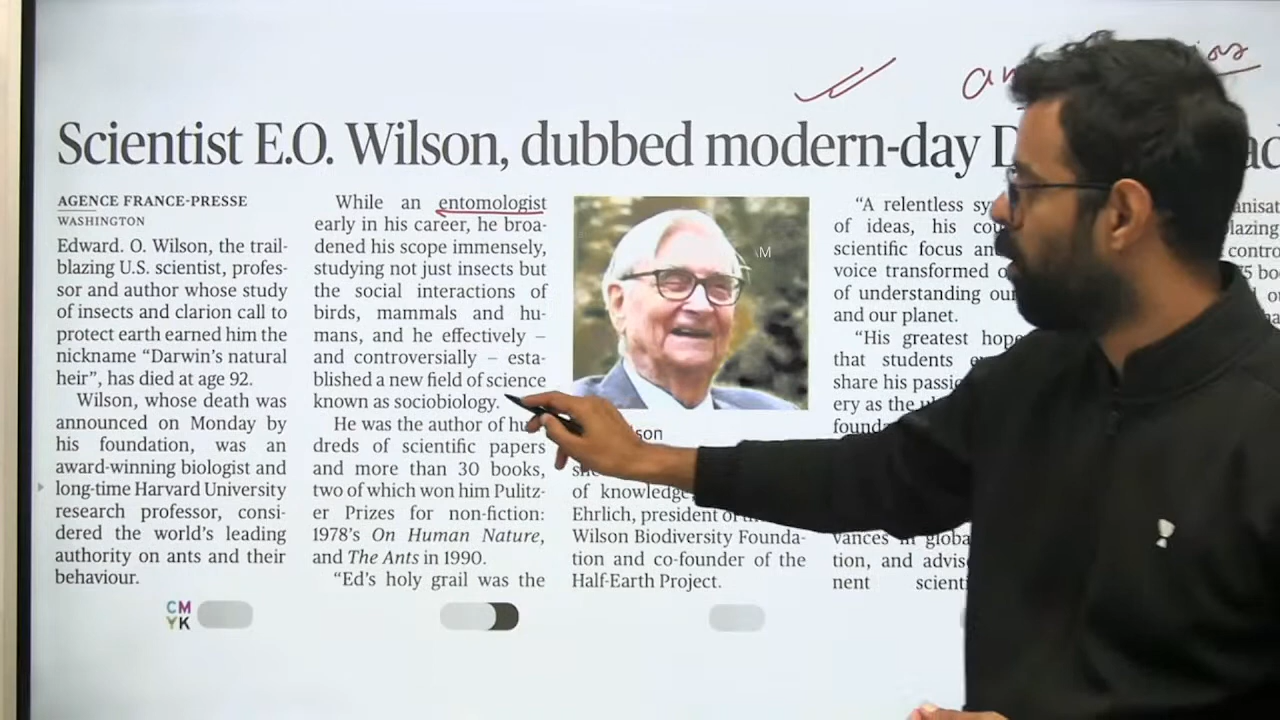 Scientist E.O. Wilson, dubbed modern-day
AGENCE FRANCE-PRESSE
WASHINGTON
Edward. O. Wilson, the trail-
blazing U.S. scientist, profes-
sor and author whose study
of insects and clarion call to
protect earth earned him the
nickname “Darwin’s natural
heir”, has died at age 92.
Wilson, whose death was
announced on Monday by
his foundation, was an
award-winning biologist and
long-time Harvard University
research professor, consi-
dered the world’s leading
authority on ants and their
behaviour.
While an entomologist
early in his career, he broa-
dened his scope immensely,
studying not just insects but
the social interactions of
birds, mammals and hu-
mans, and he effectively –
and controversially – esta-
blished a new field of science
known as sociobiology.
He was the author of
dreds of scientific papers
and more than 30 books,
two of which won him Pulitz-
er Prizes for non-fiction:
1978’s On Human Nature,
and The Ants in 1990.
“Ed’s holy grail was the
of knowledge,
Ehrlich, president of
Wilson Biodiversity Founda-
tion and co-founder of the
Half-Earth Project.
“A relentless
of ideas, his
scientific focus
voice transformed
of understanding
and our planet.
“His greatest hope
that students
share his
ery as the
vances in
tion, and
nent
CM
YK